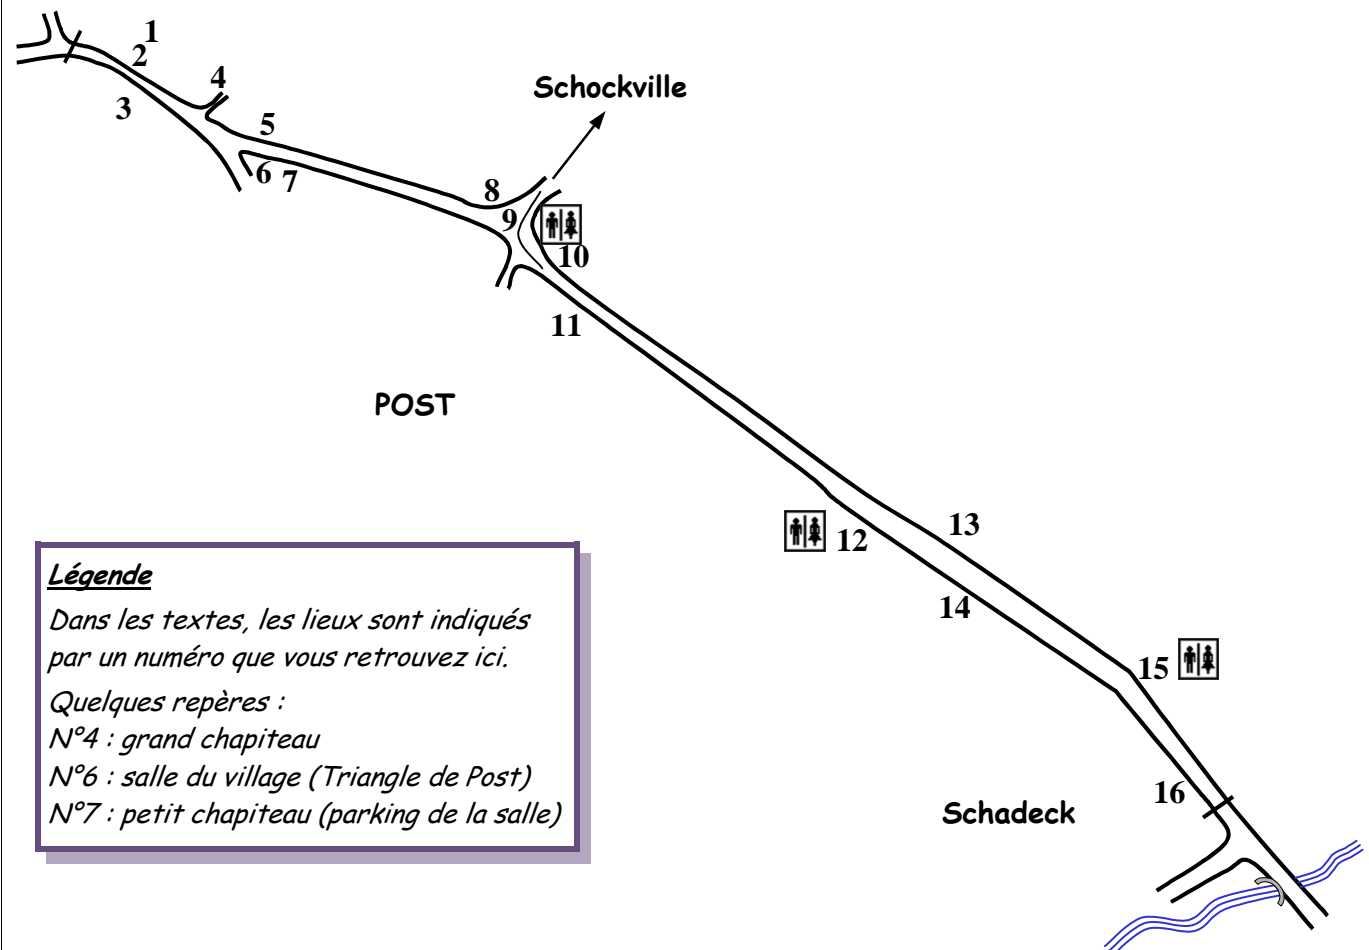 1
2
3
4
Schockville
5
6
7
8
9
10
11
POST
12
13
14
15
16
Schadeck
Légende
Dans les textes, les lieux sont indiqués
par un numéro que vous retrouvez ici.
Quelques repères :
N°4 : grand chapiteau
N°6 : salle du village (Triangle de Post)
N°7 : petit chapiteau (parking de la salle)